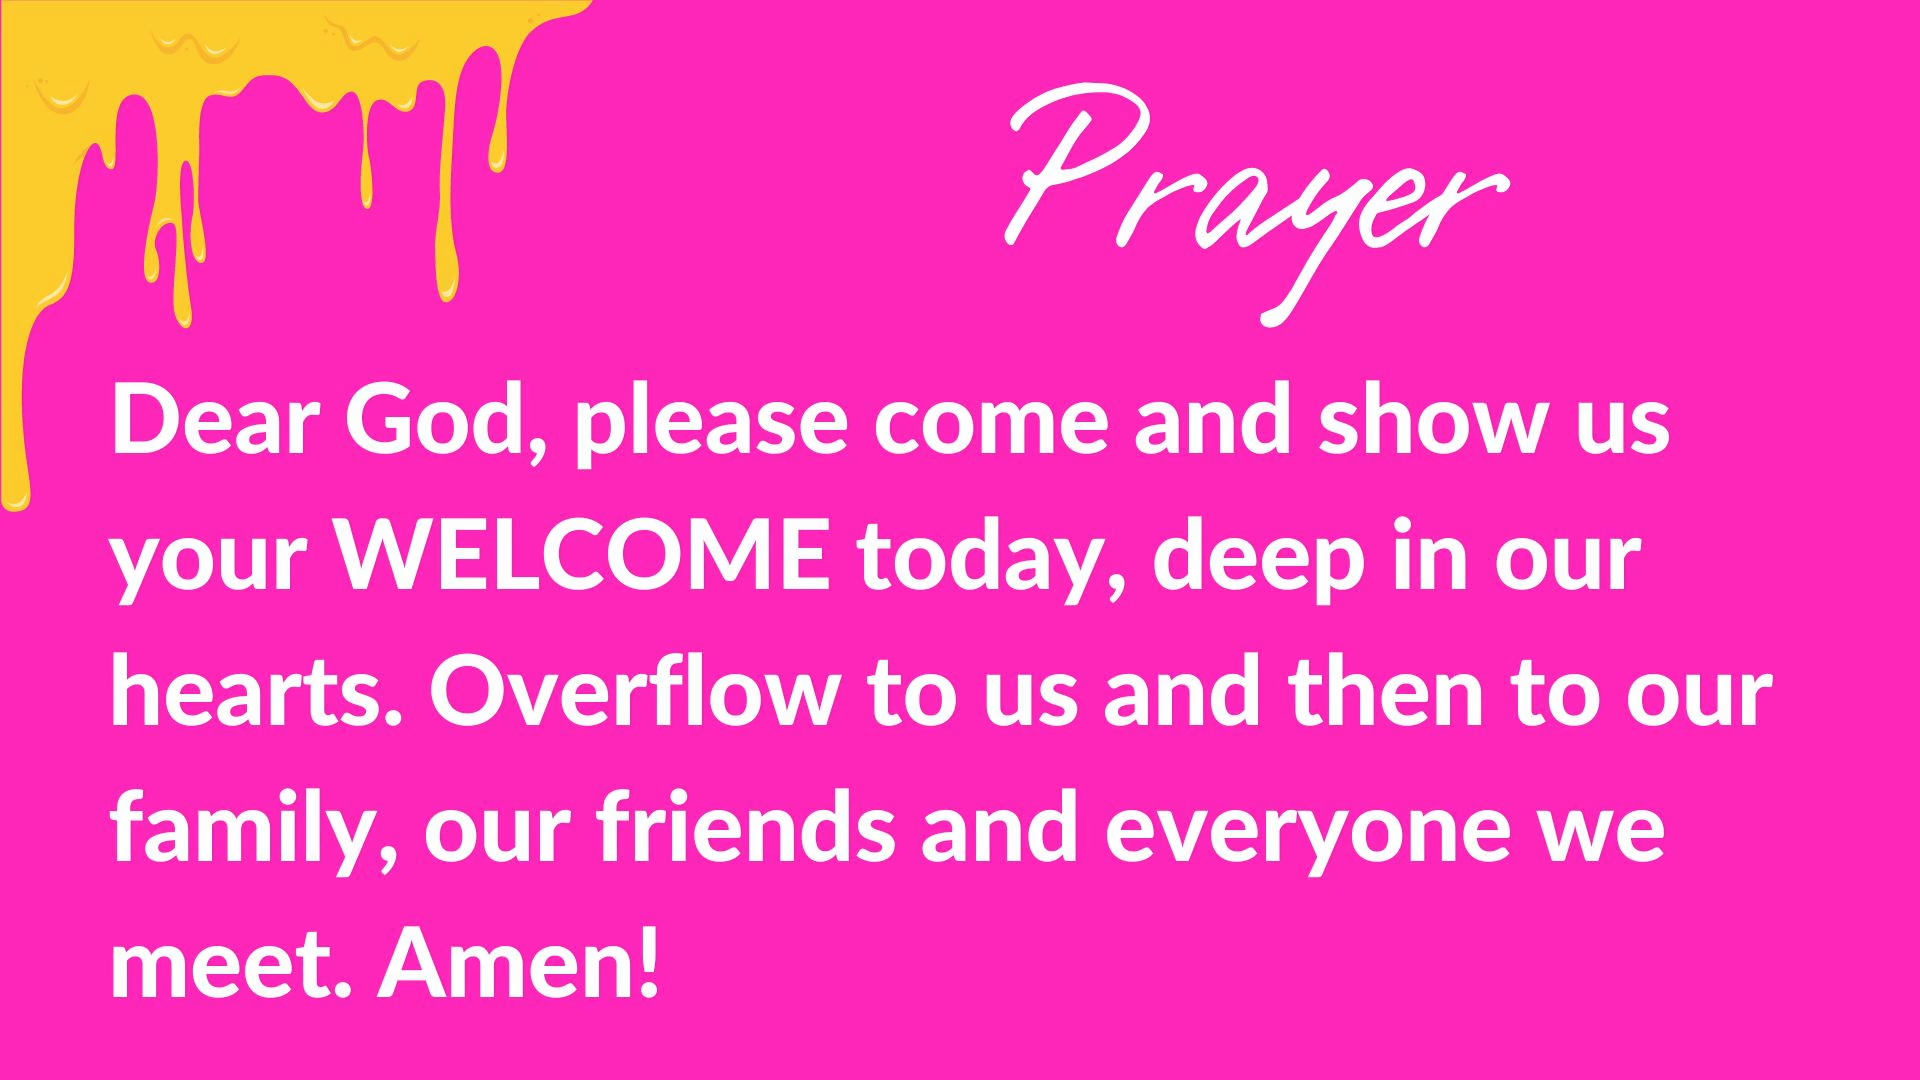 Prayer
Dear God, please come and show us
your WELCOME today, deep in our
hearts. Overflow to us and then to our
family, our friends and everyone we
meet. Amen!